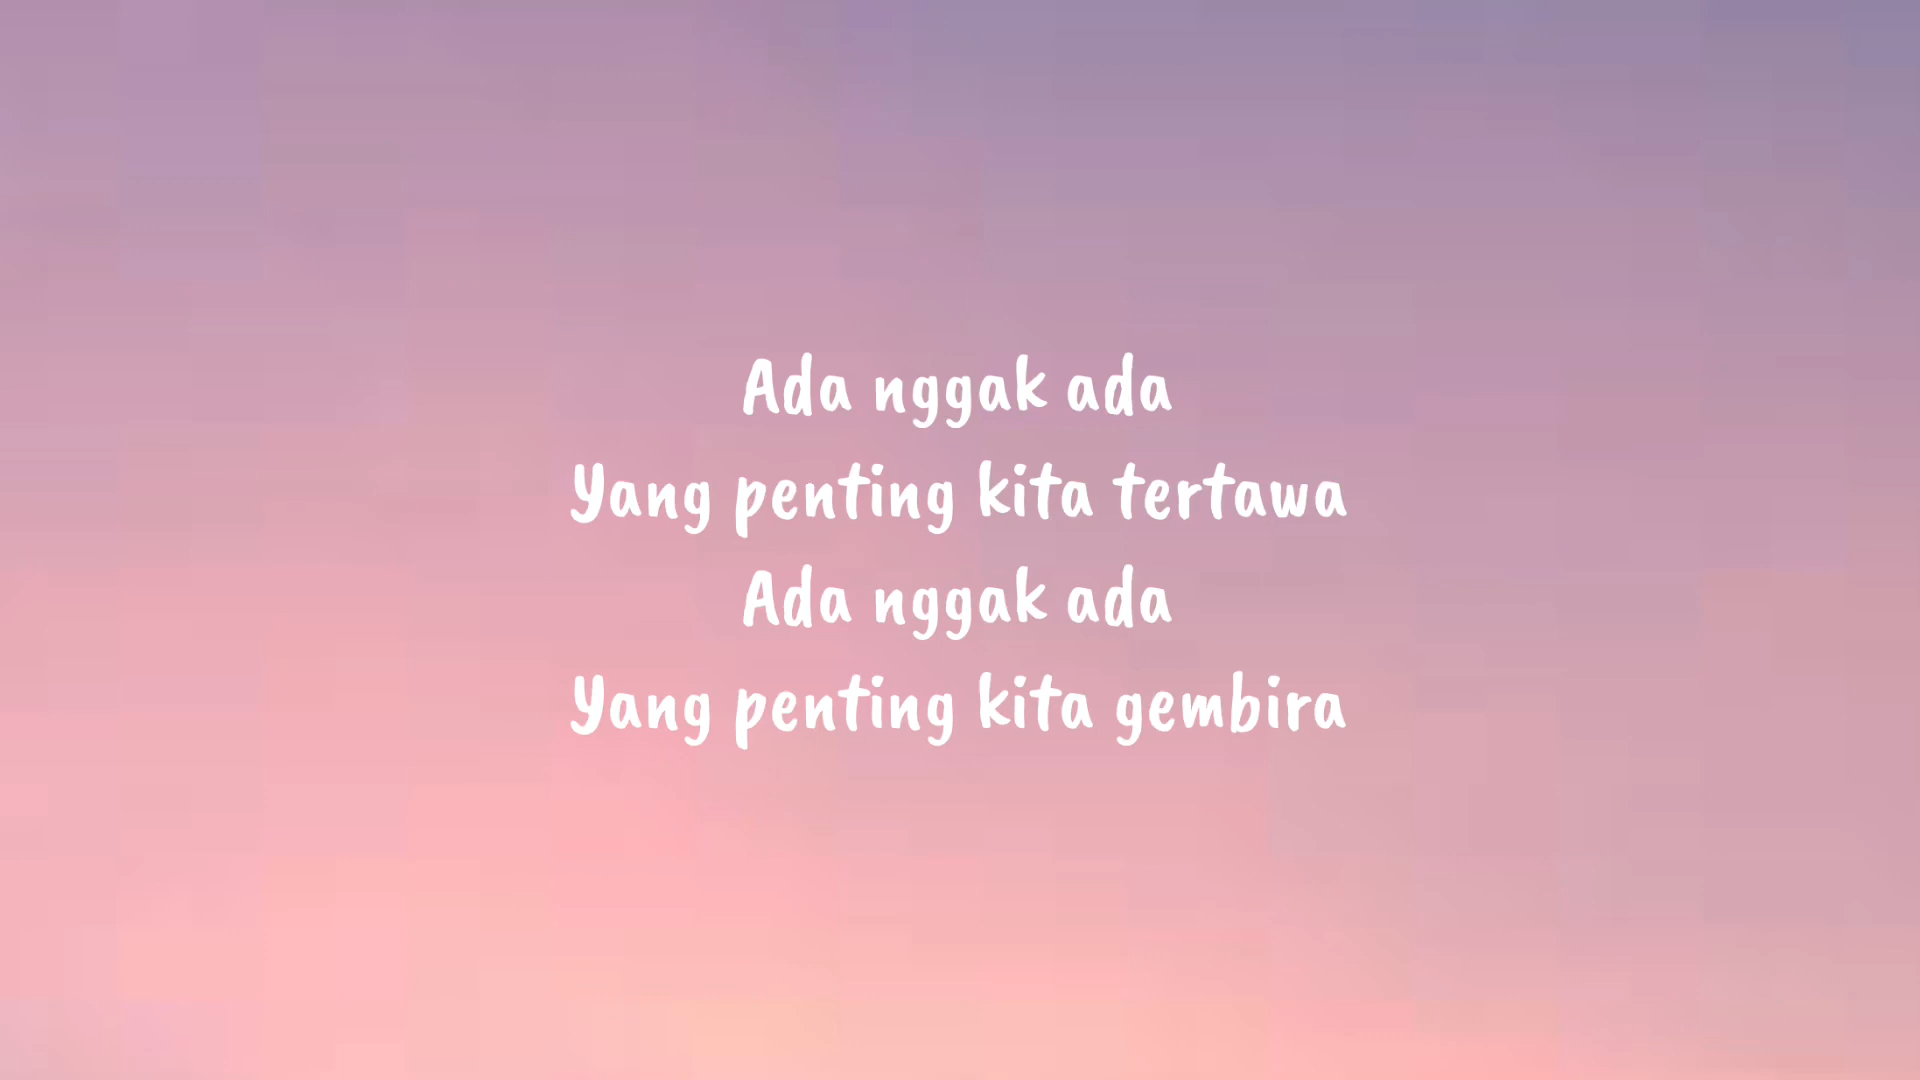 Ada nggak ada
Yang penting kita tertawa
Ada nggak ada
Yang penting kita gembira